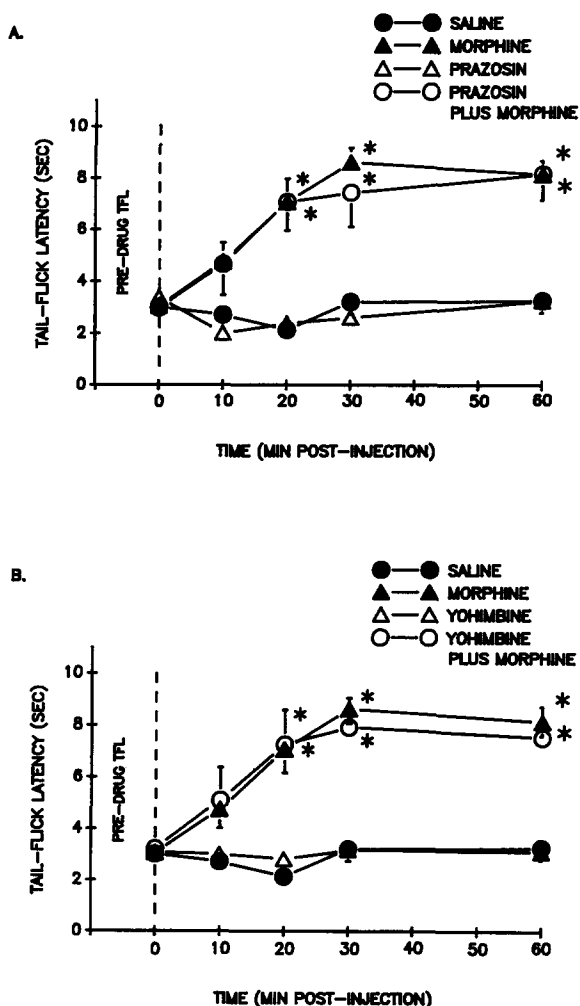 A.
SALINE
MORPHINE
PRAZOSIN
PRAZOSIN
PLUS MORPHINE
TAIL-FLICK LATENCY (SEC)
PRE-DRUG TFL
10
8
6
4
2
0
* * * * * *
0 10 20 30 40 50 60
TIME (MIN POST-INJECTION)
B.
SALINE
MORPHINE
YOHIMBINE
YOHIMBINE
PLUS MORPHINE
TAIL-FLICK LATENCY (SEC)
PRE-DRUG TFL
10
8
6
4
2
0
* * * * * *
0 10 20 30 40 50 60
TIME (MIN POST-INJECTION)